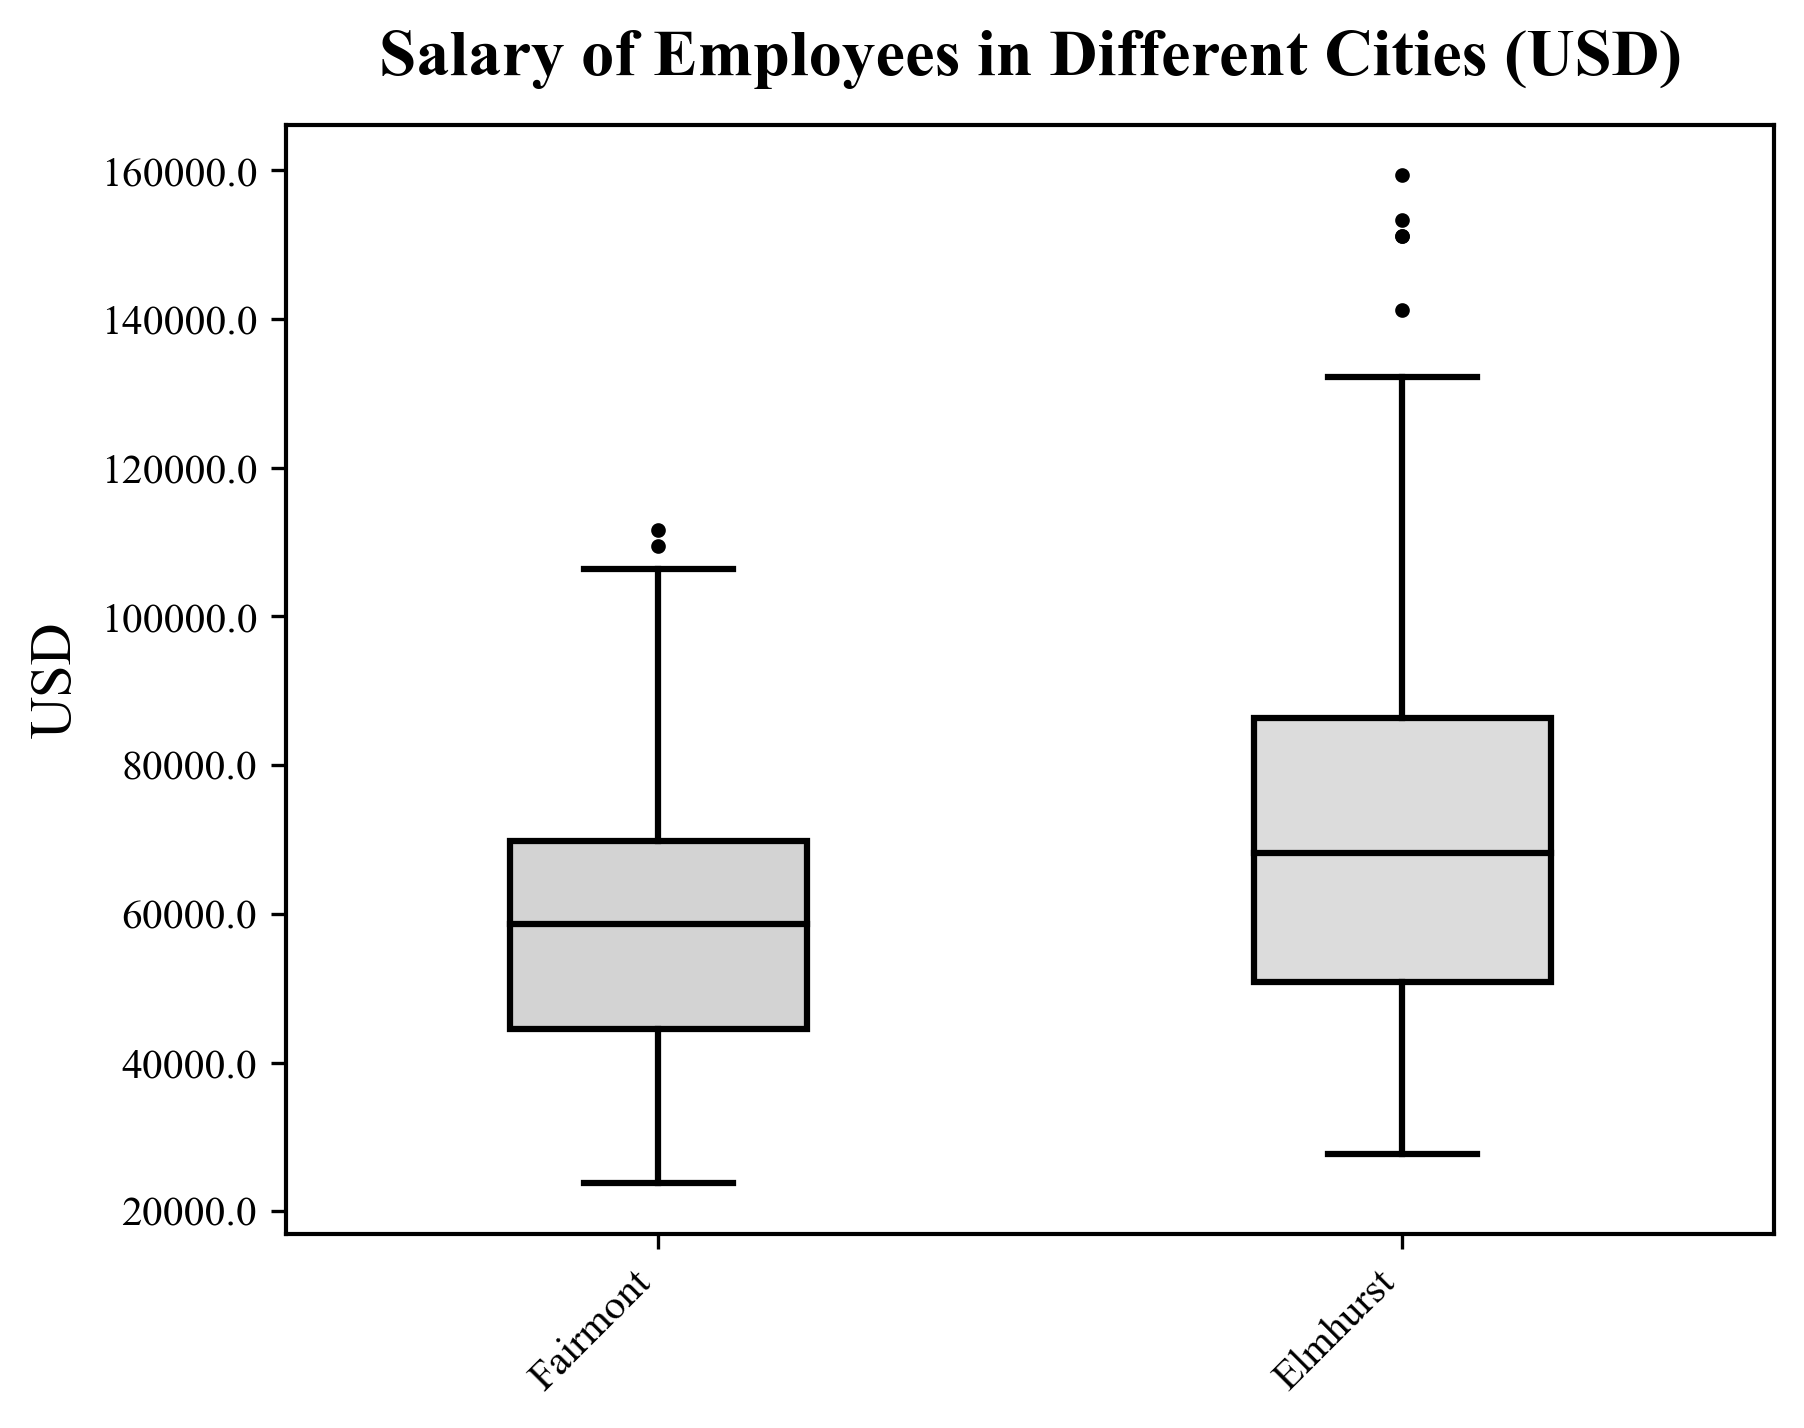 Salary of Employees in Different Cities (USD)
160000.0
140000.0
120000.0
100000.0
80000.0
60000.0
40000.0
20000.0
USD
Fairmont
Elmhurst